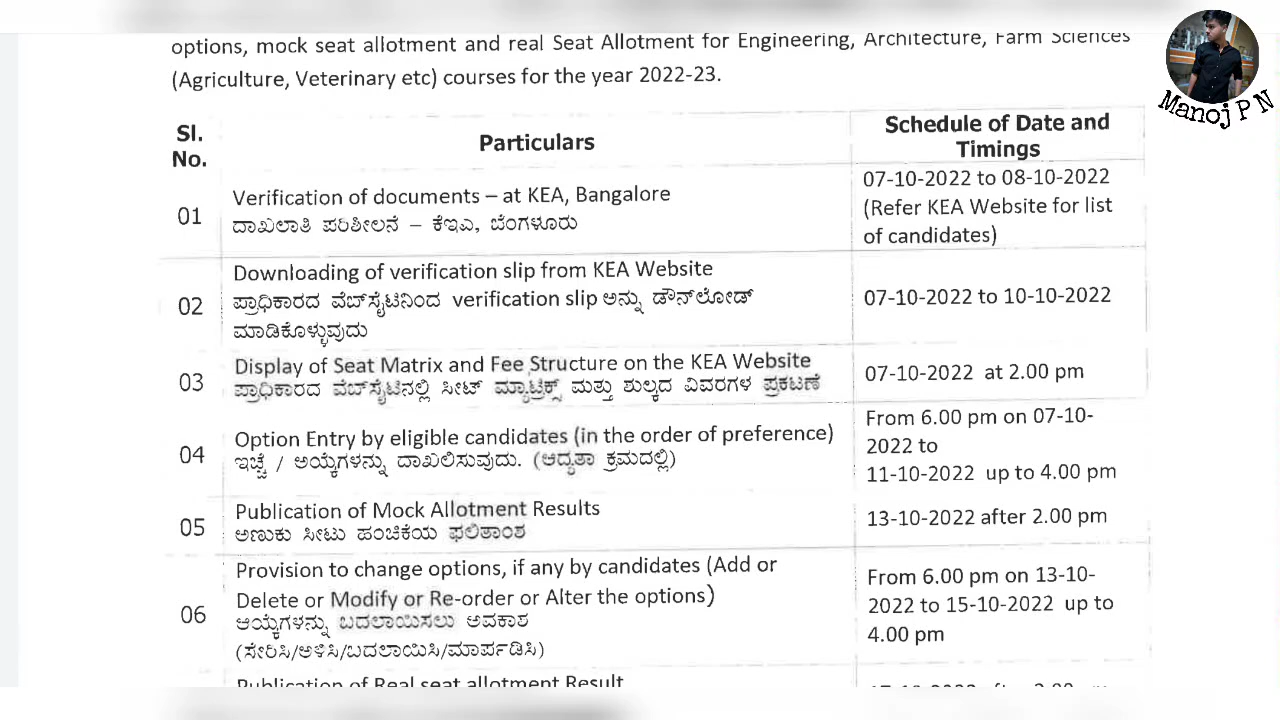 options, mock seat allotment and real Seat Allotment for Engineering, Architecture, Farm Sciences
(Agriculture, Veterinary etc) courses for the year 2022-23.
Manoj P N
Sl.
No.
Particulars
Schedule of Date and
Timings
01
Verification of documents – at KEA, Bangalore
ದಾಖಲಾತಿ ಪರಿಶೀಲನೆ – ಕೆಇಎ, ಬೆಂಗಳೂರು
07-10-2022 to 08-10-2022
(Refer KEA Website for list
of candidates)
02
Downloading of verification slip from KEA Website
ಪ್ರಾಧಿಕಾರದ ವೆಬ್‌ಸೈಟಿನಿಂದ verification slip ಅನ್ನು ಡೌನ್‌ಲೋಡ್
ಮಾಡಿಕೊಳ್ಳುವುದು
07-10-2022 to 10-10-2022
03
Display of Seat Matrix and Fee Structure on the KEA Website
ಪ್ರಾಧಿಕಾರದ ವೆಬ್‌ಸೈಟಿನಲ್ಲಿ ಸೀಟ್ ಮ್ಯಾಟ್ರಿಕ್ಸ್ ಮತ್ತು ಶುಲ್ಕದ ವಿವರಗಳ ಪ್ರಕಟಣೆ
07-10-2022 at 2.00 pm
04
Option Entry by eligible candidates (in the order of preference)
ಇಚ್ಛೆ / ಆಯ್ಕೆಗಳನ್ನು ದಾಖಲಿಸುವುದು. (ಆದ್ಯತಾ ಕ್ರಮದಲ್ಲಿ)
From 6.00 pm on 07-10-
2022 to
11-10-2022 up to 4.00 pm
05
Publication of Mock Allotment Results
ಅಣುಕು ಸೀಟು ಹಂಚಿಕೆಯ ಫಲಿತಾಂಶ
13-10-2022 after 2.00 pm
06
Provision to change options, if any by candidates (Add or
Delete or Modify or Re-order or Alter the options)
ಆಯ್ಕೆಗಳನ್ನು ಬದಲಾಯಿಸಲು ಅವಕಾಶ
(ಸೇರಿಸಿ/ಅಳಿಸಿ/ಬದಲಾಯಿಸಿ/ಮಾರ್ಪಡಿಸಿ)
From 6.00 pm on 13-10-
2022 to 15-10-2022 up to
4.00 pm
Publication of Real seat allotment Result